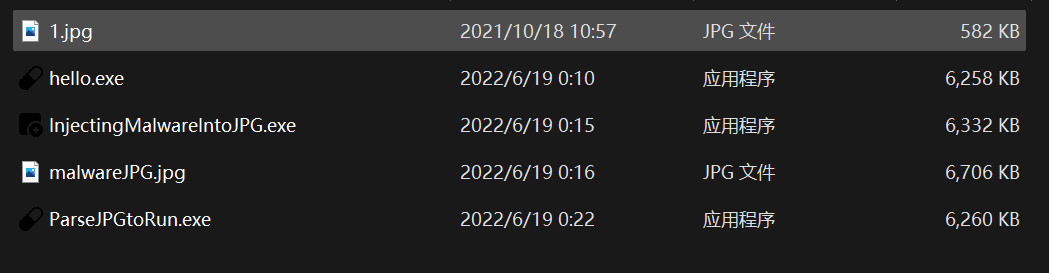 1.jpg 2021/10/18 10:57 JPG 文件 582 KB
hello.exe 2022/6/19 0:10 应用程序 6,258 KB
InjectingMalwareIntoJPG.exe 2022/6/19 0:15 应用程序 6,332 KB
malwareJPG.jpg 2022/6/19 0:16 JPG 文件 6,706 KB
ParseJPGtoRun.exe 2022/6/19 0:22 应用程序 6,260 KB